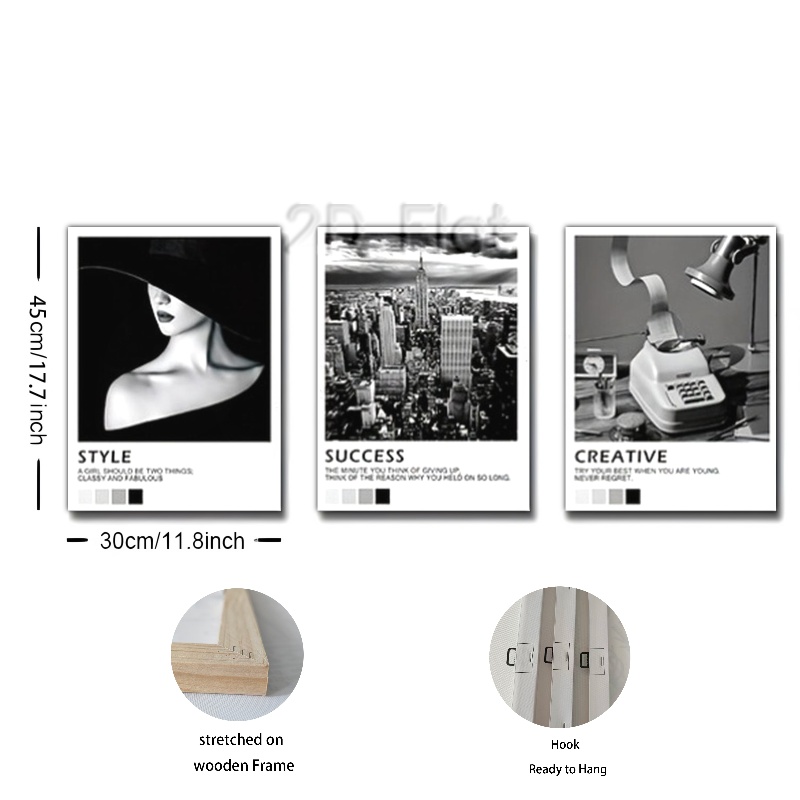 2D Flat
45cm/17.7inch
STYLE
A GIRL SHOULD BE TWO THINGS;
CLASSY AND FABULOUS
SUCCESS
THE MINUTE YOU THINK OF GIVING UP,
THINK OF THE REASON WHY YOU HELD ON SO LONG.
CREATIVE
TRY YOUR BEST WHEN YOU ARE YOUNG.
NEVER REGRET.
30cm/11.8inch
stretched on
wooden Frame
Hook
Ready to Hang